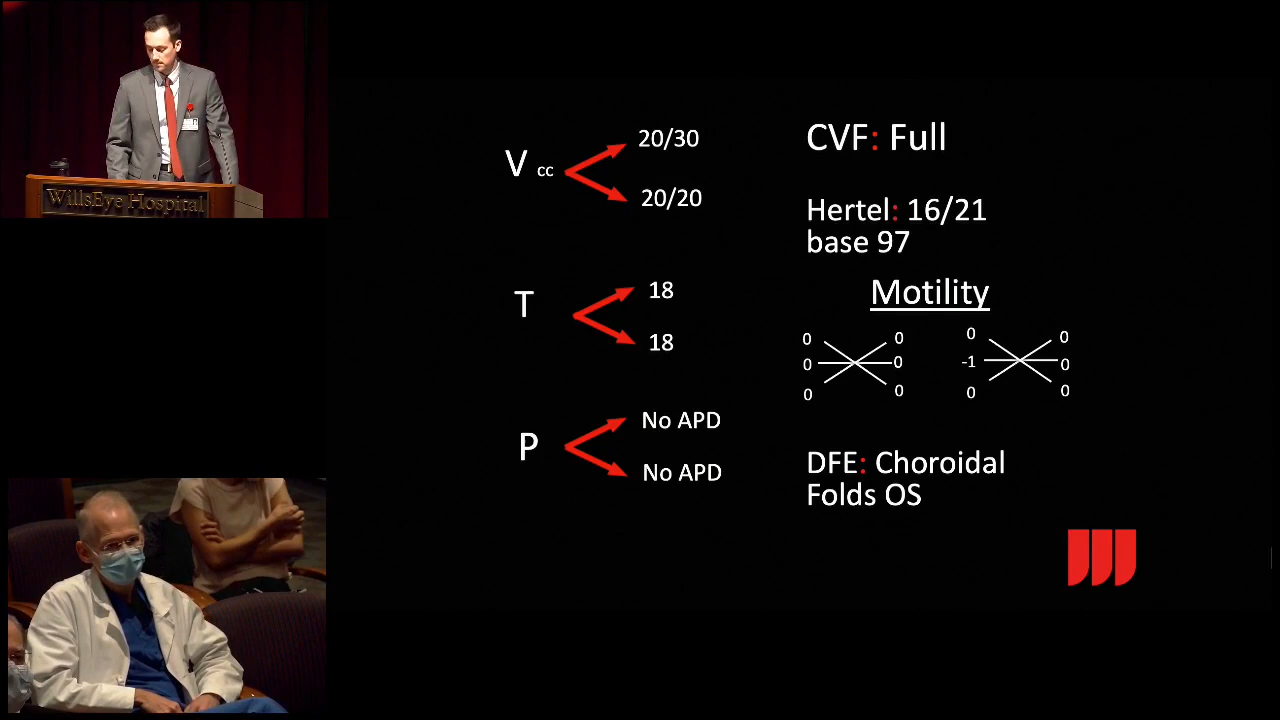 WillsEye Hospital
V cc
20/30
20/20
T
18
18
P
No APD
No APD
CVF: Full
Hertel: 16/21
base 97
Motility
0 0 0 0
0 0 -1 0
0 0 0 0
DFE: Choroidal
Folds OS